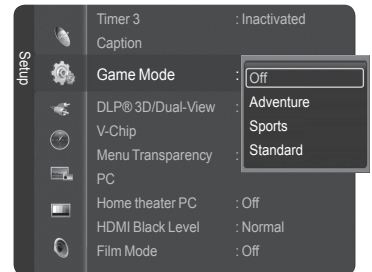 Setup
Timer 3 : Inactivated
Caption
Game Mode :
Off
Adventure
Sports
Standard
DLP® 3D/Dual-View :
V-Chip
Menu Transparency :
PC
Home theater PC : Off
HDMI Black Level : Normal
Film Mode : Off